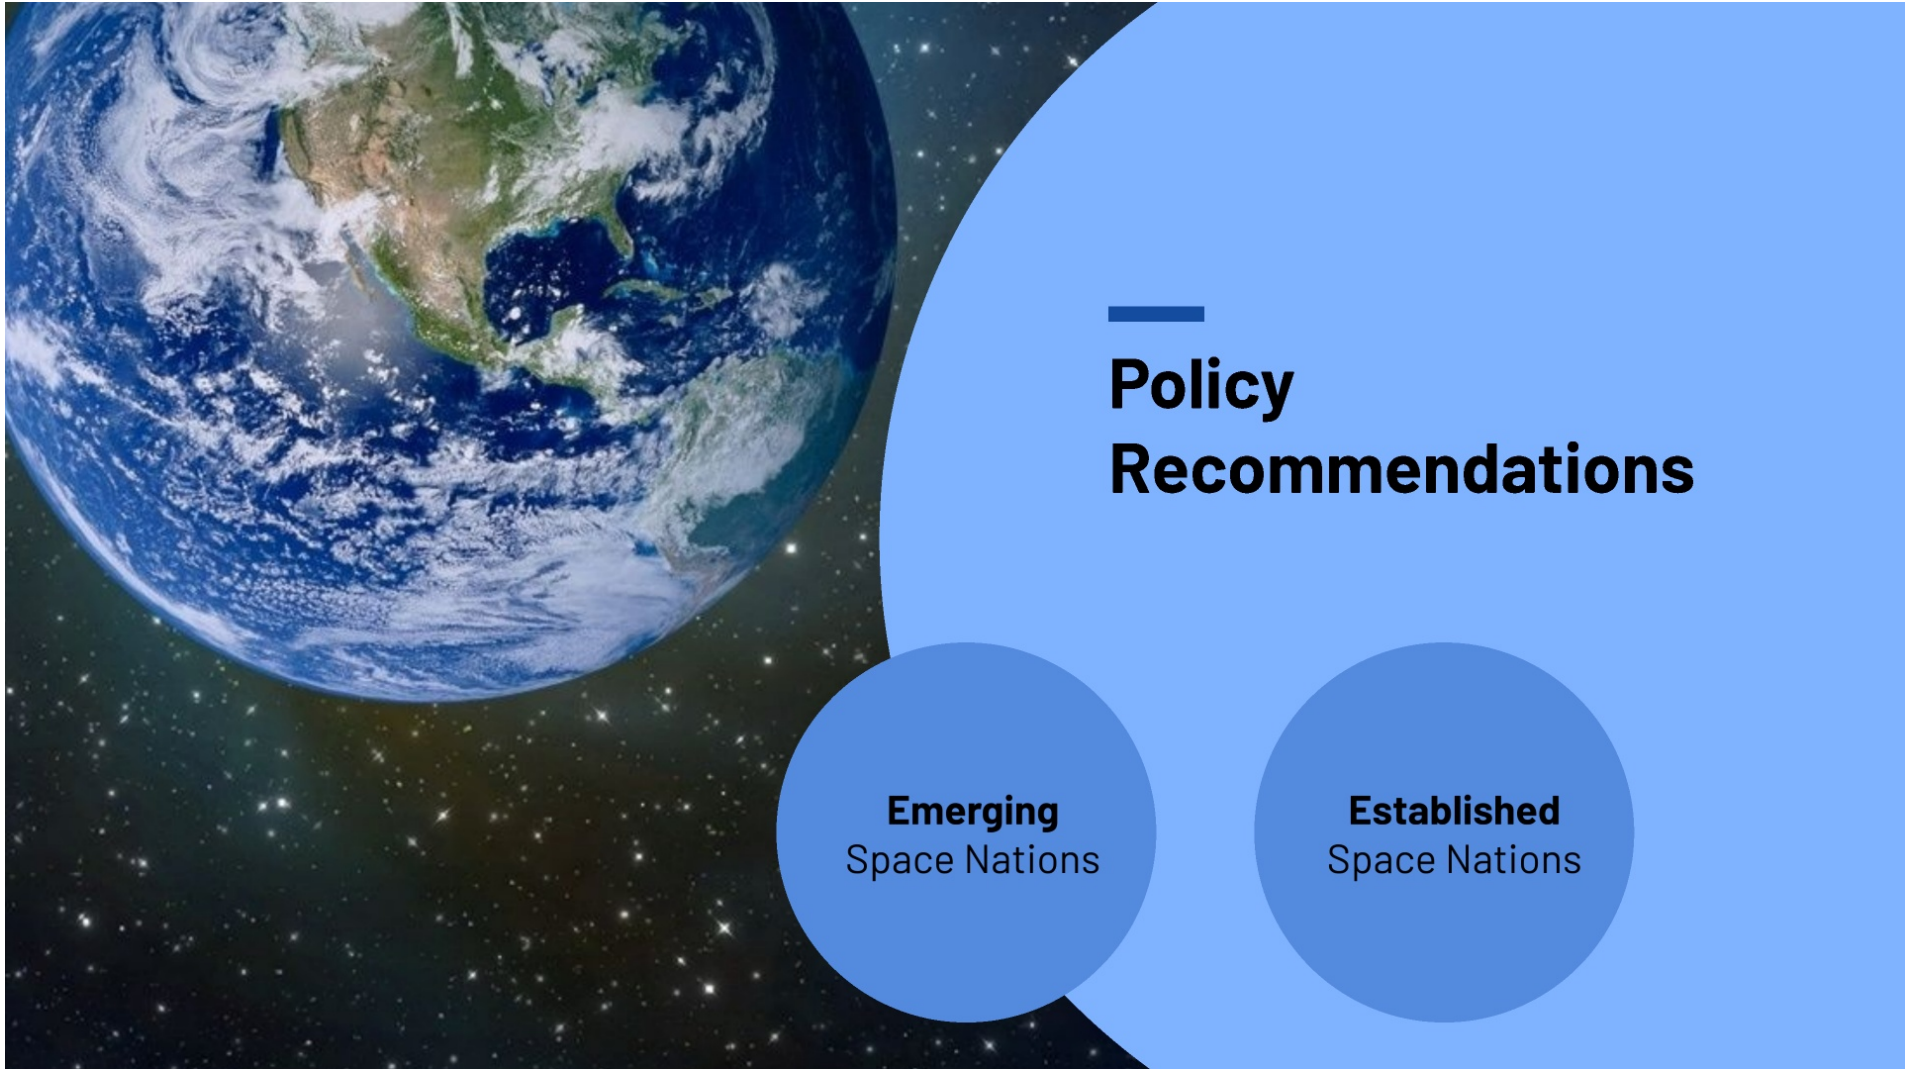 Policy
Recommendations
Emerging
Space Nations
Established
Space Nations